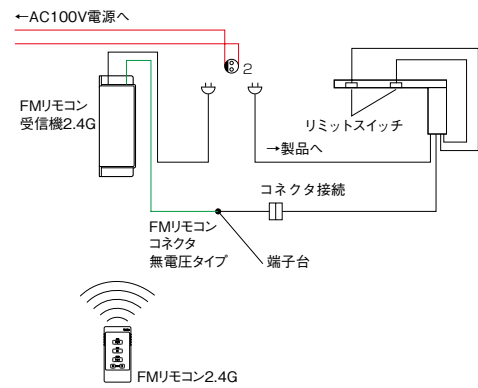 ←AC100V電源へ
2
FMリモコン
受信機2.4G
リミットスイッチ
→製品へ
コネクタ接続
FMリモコン
コネクタ
無電圧タイプ
端子台
FMリモコン2.4G